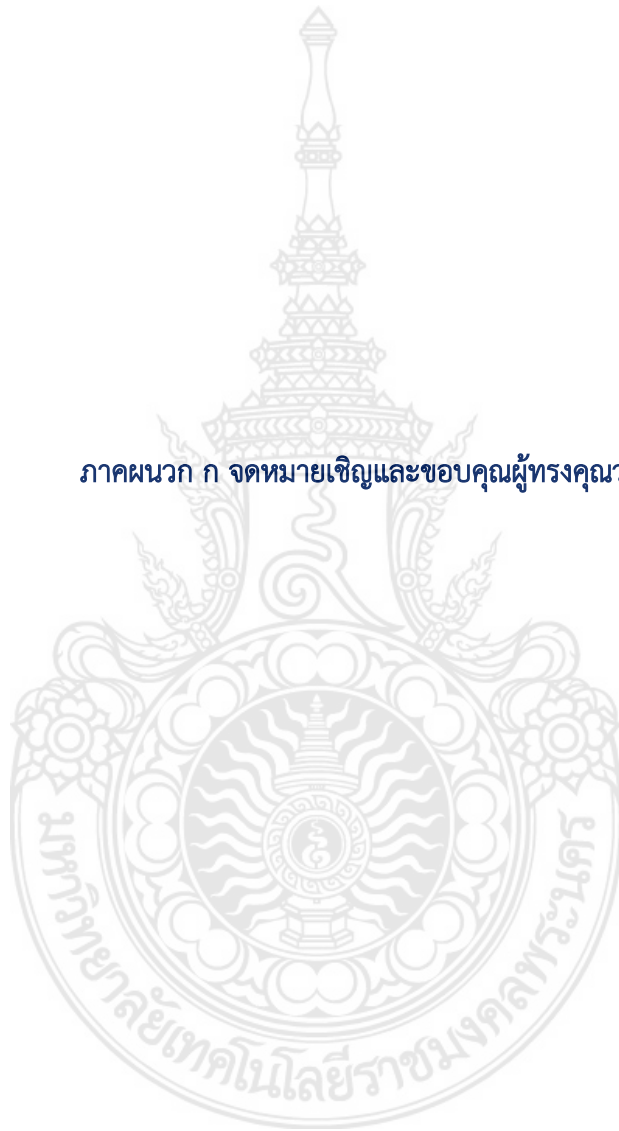 ภาคผนวก ก จดหมายเชิญและขอบคุณผู้ทรงคุณว
มหาวิทยาลัยเทคโนโลยีราชมงคลพระนคร